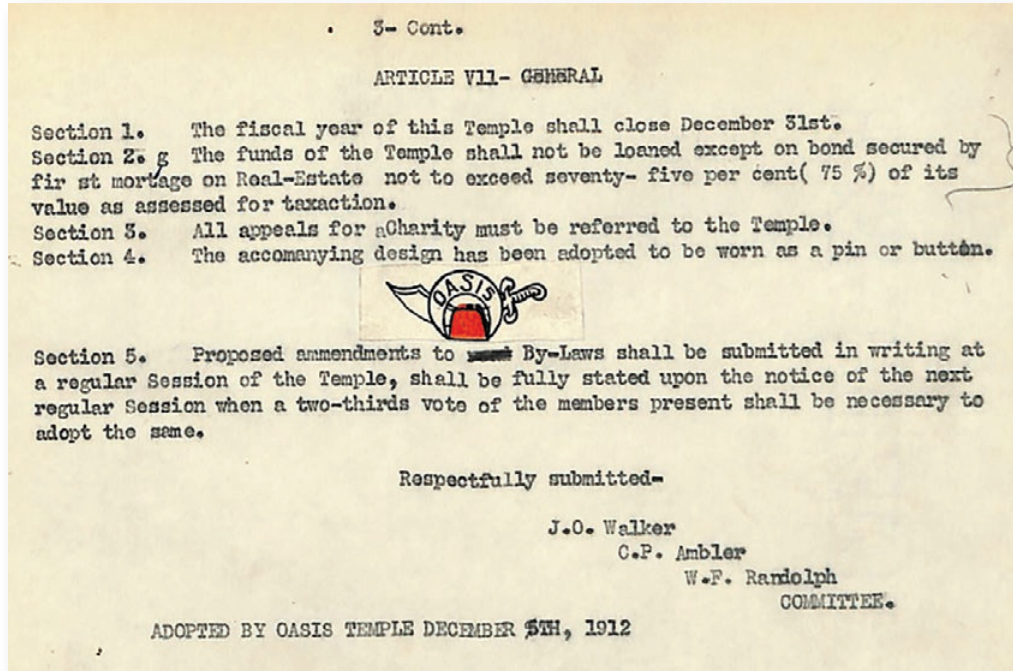 3- Cont.
ARTICLE V11- GENERAL
Section 1. The fiscal year of this Temple shall close December 31st.
Section 2. g The funds of the Temple shall not be loaned except on bond secured by
fir st mortage on Real-Estate not to exceed seventy- five per cent( 75 %) of its
value as assessed for taxaction.
Section 3. All appeals for aCharity must be referred to the Temple.
Section 4. The accomanying design has been adopted to be worn as a pin or button.
OASIS
Section 5. Proposed ammendments to By-Laws shall be submitted in writing at
a regular Session of the Temple, shall be fully stated upon the notice of the next
regular Session when a two-thirds vote of the members present shall be necessary to
adopt the same.
Respectfully submitted-
J.O. Walker
C.P. Ambler
W.F. Randolph
COMMITTEE.
ADOPTED BY OASIS TEMPLE DECEMBER 5TH, 1912